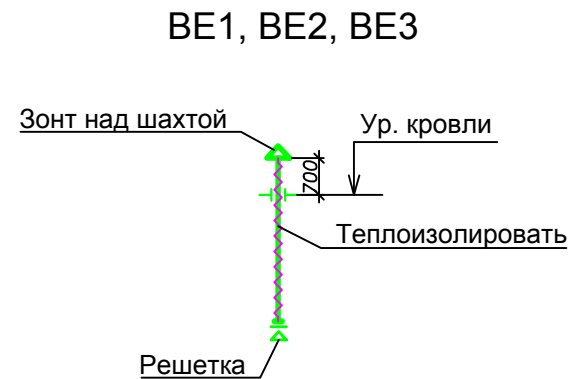 ВЕ1, ВЕ2, ВЕ3
Зонт над шахтой
Ур. кровли
700
Теплоизолировать
Решетка